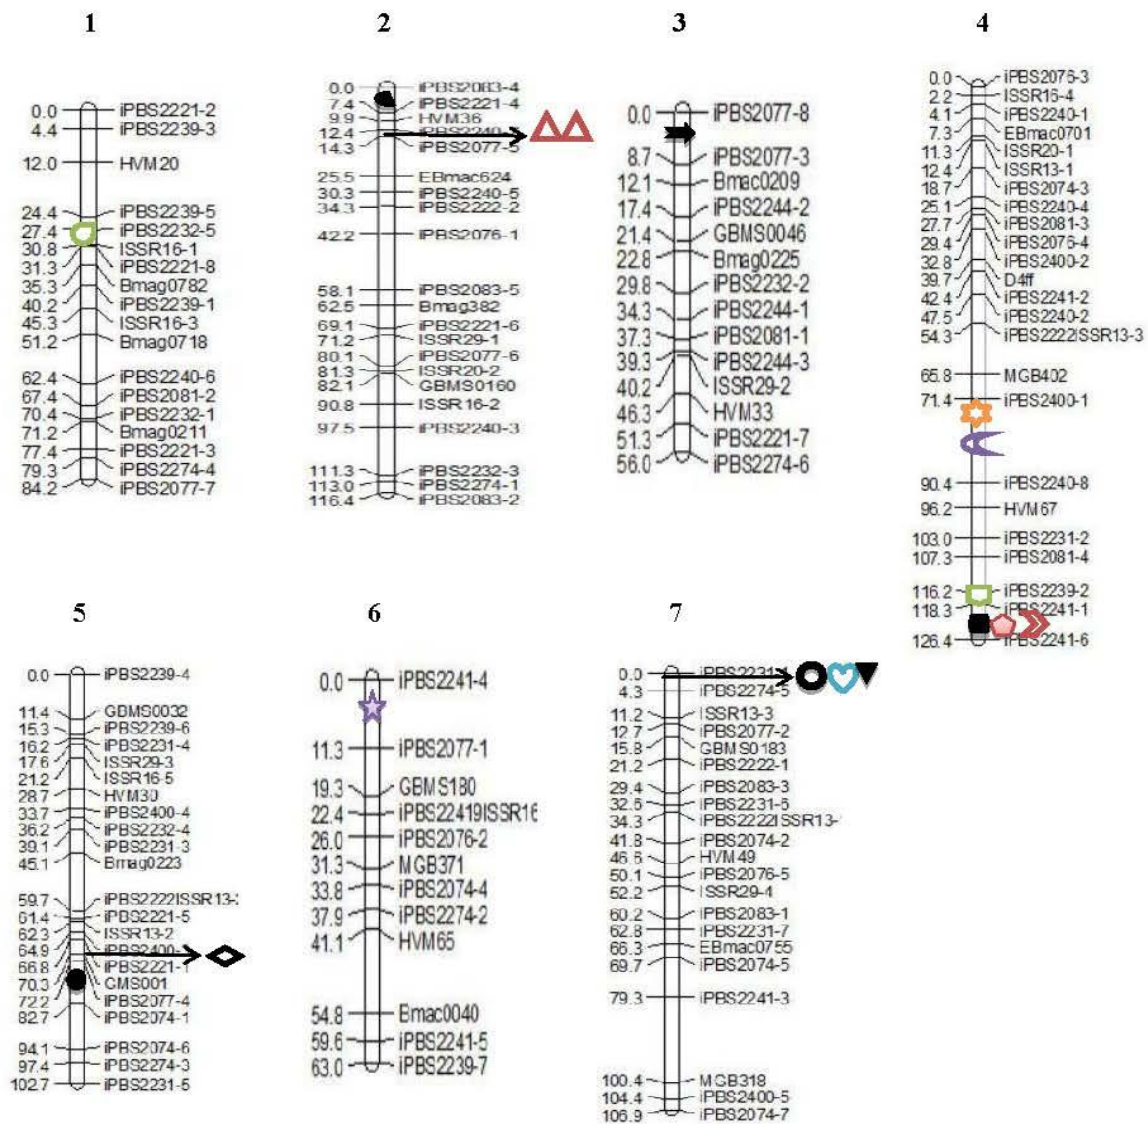 1
0.0 iPBS2221-2
4.4 iPBS2239-3
12.0 HVM20
24.4 iPBS2239-5
27.4 iPBS2232-5
30.8 ISSR16-1
31.3 iPBS2221-8
35.3 Bmag0782
40.2 iPBS2239-1
45.3 ISSR16-3
51.2 Bmag0718
62.4 iPBS2240-6
67.4 iPBS2081-2
70.4 iPBS2232-1
71.2 Bmag0211
77.4 iPBS2221-3
79.3 iPBS2274-4
84.2 iPBS2077-7
2
0.0 iPBS2083-4
7.4 iPBS2221-4
9.9 HVM36
12.4
14.3 iPBS2077-5
25.5 EBmac624
30.3 iPBS2240-5
34.3 iPBS2222-2
42.2 iPBS2076-1
58.1 iPBS2083-5
62.5 Bmag382
69.1 iPBS2221-6
71.2 ISSR29-1
80.1 iPBS2077-6
81.3 ISSR20-2
82.1 GBMS0160
90.8 ISSR16-2
97.5 iPBS2240-3
111.3 iPBS2232-3
113.0 iPBS2274-1
116.4 iPBS2083-2
3
0.0 iPBS2077-8
8.7 iPBS2077-3
12.1 Bmac0209
17.4 iPBS2244-2
21.4 GBMS0046
22.8 Bmag0225
29.8 iPBS2232-2
34.3 iPBS2244-1
37.3 iPBS2081-1
39.3 iPBS2244-3
40.2 ISSR29-2
46.3 HVM33
51.3 iPBS2221-7
56.0 iPBS2274-6
4
0.0 iPBS2076-3
2.2 ISSR16-4
4.1 iPBS2240-1
7.3 EBmac0701
11.3 ISSR20-1
12.4 ISSR13-1
18.7 iPBS2074-3
25.1 iPBS2240-4
27.7 iPBS2081-3
29.4 iPBS2076-4
32.8 iPBS2400-2
39.7 D4ff
42.4 iPBS2241-2
47.5 iPBS2240-2
54.3 iPBS2222ISSR13-3
65.8 MGB402
71.4 iPBS2400-1
90.4 iPBS2240-8
96.2 HVM67
103.0 iPBS2231-2
107.3 iPBS2081-4
116.2 iPBS2239-2
118.3 iPBS2241-1
126.4 iPBS2241-6
5
0.0 iPBS2239-4
11.4 GBMS0032
15.3 iPBS2239-6
16.2 iPBS2231-4
17.6 ISSR29-3
21.2 ISSR16-5
28.7 HVM30
33.7 iPBS2400-4
36.2 iPBS2232-4
39.1 iPBS2231-3
45.1 Bmag0223
59.7
61.4 iPBS2221-5
62.3 ISSR13-2
64.9
66.8 iPBS2221-1
70.3 GMS001
72.2 iPBS2077-4
82.7 iPBS2074-1
94.1 iPBS2074-6
97.4 iPBS2274-3
102.7 iPBS2231-5
6
0.0 iPBS2241-4
11.3 iPBS2077-1
19.3 GBMS180
22.4 iPBS22419ISSR16
26.0 iPBS2076-2
31.3 MGB371
33.8 iPBS2074-4
37.9 iPBS2274-2
41.1 HVM65
54.8 Bmac0040
59.6 iPBS2241-5
63.0 iPBS2239-7
7
0.0
4.3 iPBS2274-5
11.2 ISSR13-3
12.7 iPBS2077-2
15.8 GBMS0183
21.2 iPBS2222-1
29.4 iPBS2083-3
32.6 iPBS2231-6
34.3 iPBS2222ISSR13-
41.8 iPBS2074-2
46.6 HVM49
50.1 iPBS2076-5
52.2 ISSR29-4
60.2 iPBS2083-1
62.8 iPBS2231-7
66.3 EBmac0755
69.7 iPBS2074-5
79.3 iPBS2241-3
100.4 MGB318
104.4 iPBS2400-5
106.9 iPBS2074-7